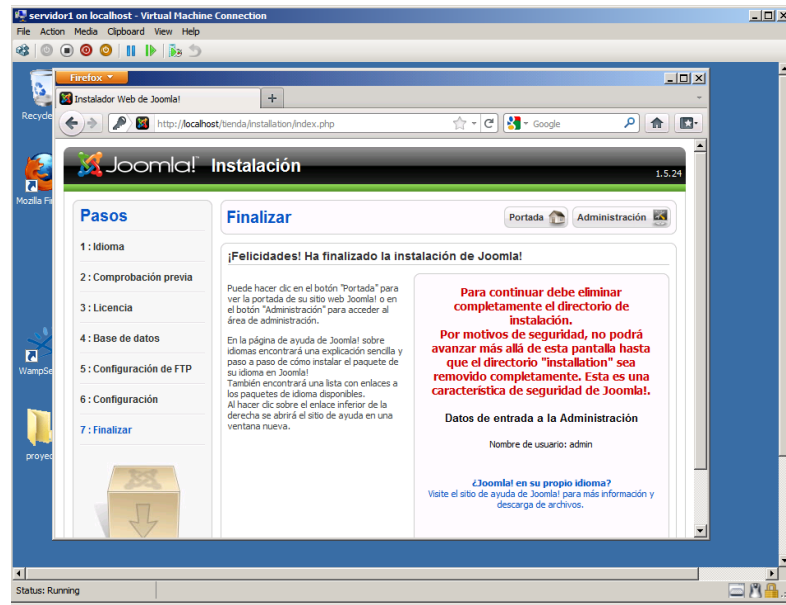 servidor1 on localhost - Virtual Machine Connection
File Action Media Clipboard View Help
Firefox
Instalador Web de Joomla!
http://localhost/tienda/installation/index.php
Google
Recycle
Mozilla Fi
WampSe
proyec
Joomla! Instalación
1.5.24
Pasos
1 : Idioma
2 : Comprobación previa
3 : Licencia
4 : Base de datos
5 : Configuración de FTP
6 : Configuración
7 : Finalizar
Finalizar
Portada
Administración
¡Felicidades! Ha finalizado la instalación de Joomla!
Puede hacer clic en el botón "Portada" para
ver la portada de su sitio web Joomla! o en
el botón "Administración" para acceder al
área de administración.
En la página de ayuda de Joomla! sobre
idiomas encontrará una explicación sencilla y
paso a paso de cómo instalar el paquete de
su idioma en Joomla!
También encontrará una lista con enlaces a
los paquetes de idioma disponibles.
Al hacer clic sobre el enlace inferior de la
derecha se abrirá el sitio de ayuda en una
ventana nueva.
Para continuar debe eliminar
completamente el directorio de
instalación.
Por motivos de seguridad, no podrá
avanzar más allá de esta pantalla hasta
que el directorio "installation" sea
removido completamente. Esta es una
característica de seguridad de Joomla!.
Datos de entrada a la Administración
Nombre de usuario: admin
¿Joomla! en su propio idioma?
Visite el sitio de ayuda de Joomla! para más información y
descarga de archivos.
Status: Running